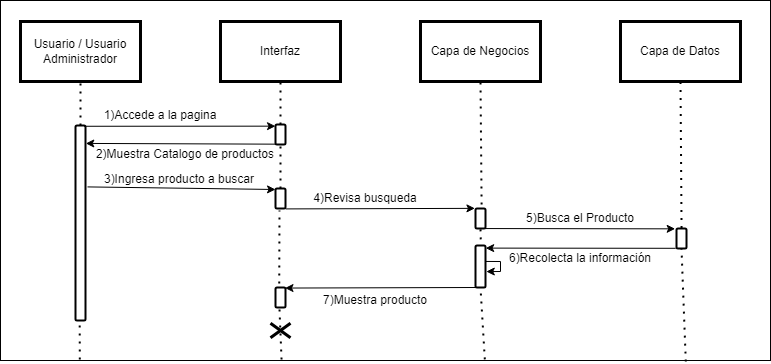 Usuario / Usuario
Administrador
Interfaz
Capa de Negocios
Capa de Datos
1)Accede a la pagina
2)Muestra Catalogo de productos
3)Ingresa producto a buscar
4)Revisa busqueda
5)Busca el Producto
6)Recolecta la información
7)Muestra producto